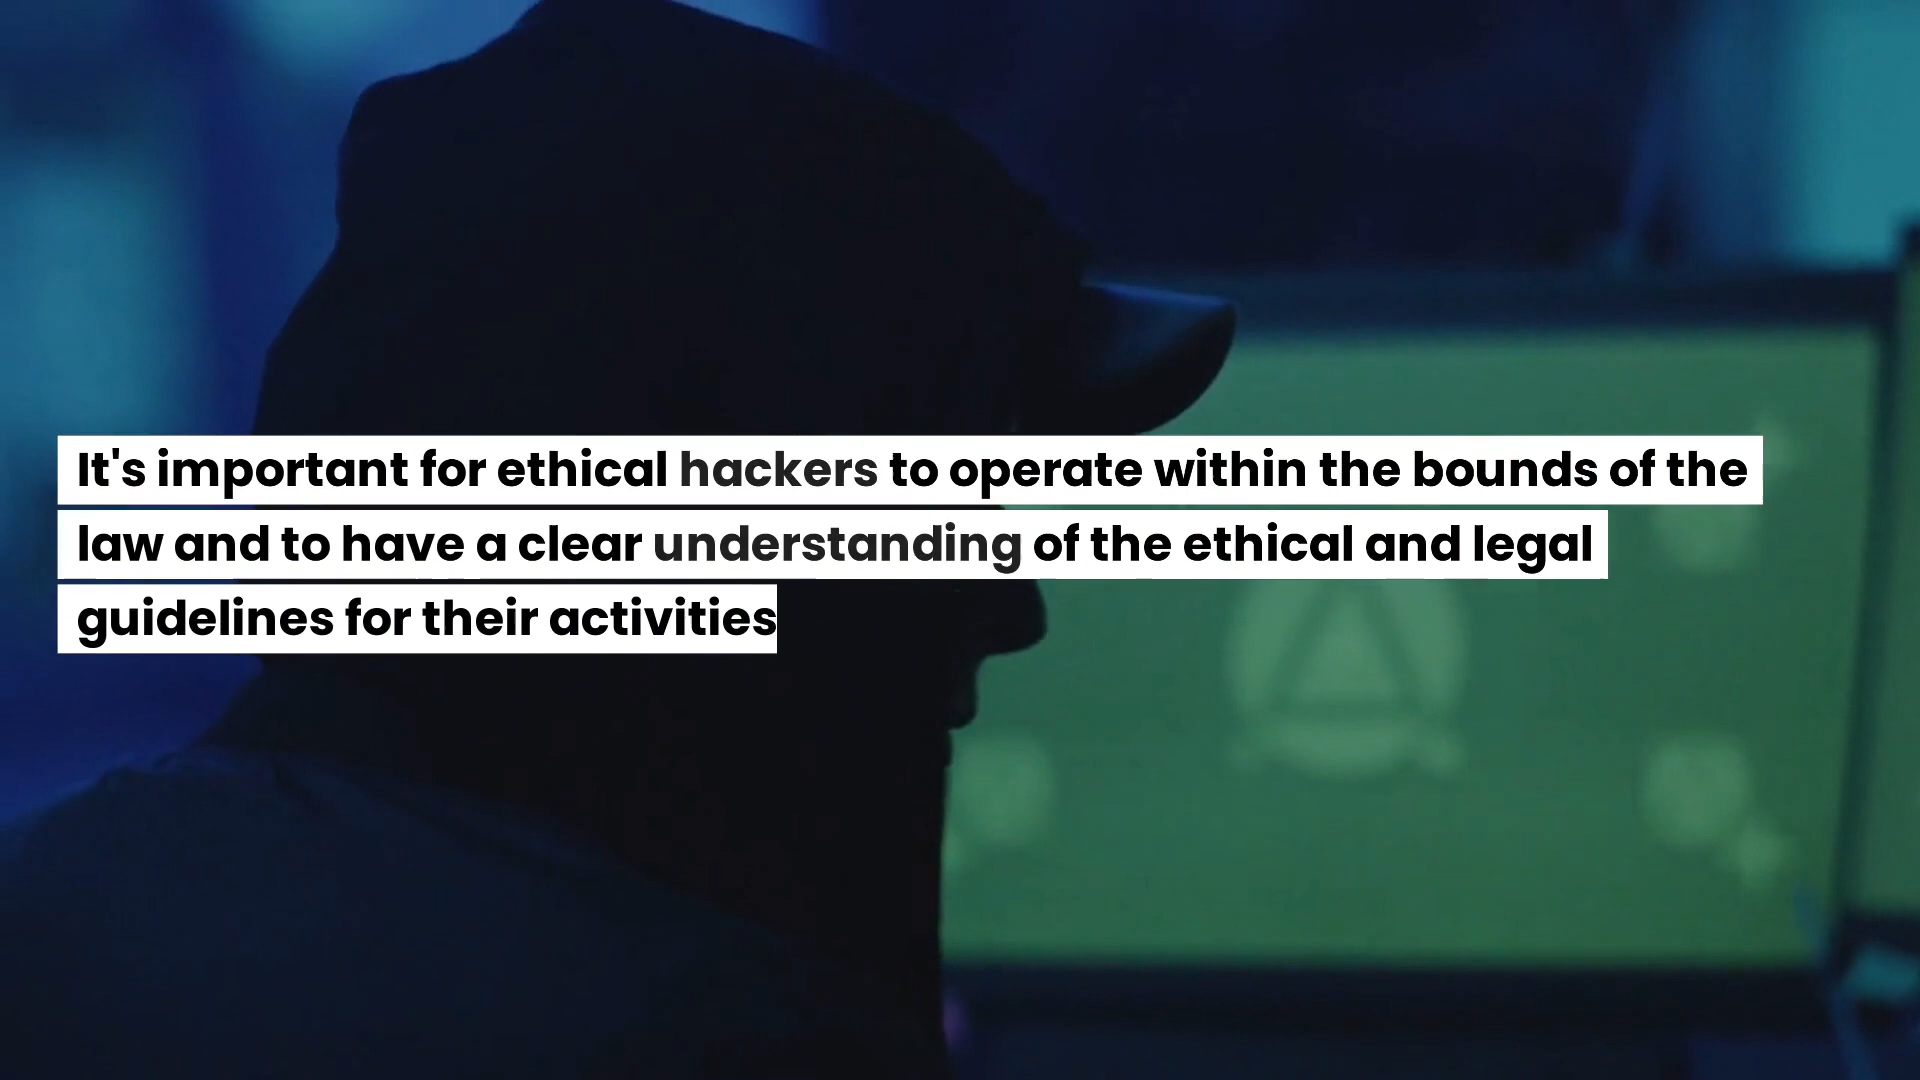 It's important for ethical hackers to operate within the bounds of the
law and to have a clear understanding of the ethical and legal
guidelines for their activities